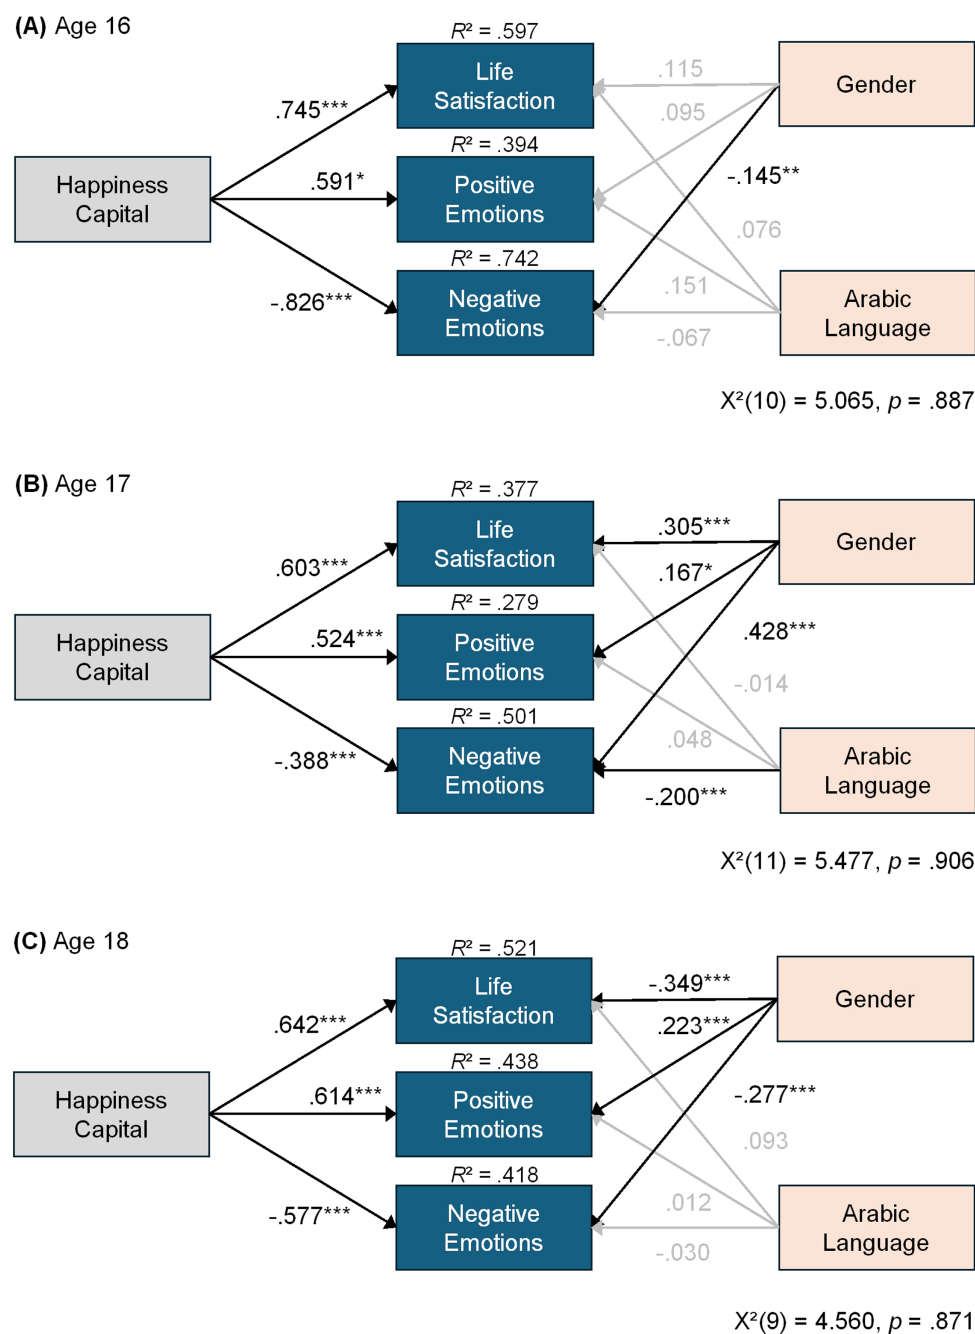 (A) Age 16
R² = .597
Life
Satisfaction
.115
Gender
.745***
.095
R² = .394
Happiness
Capital
.591*
Positive
Emotions
-.145**
.076
R² = .742
-.826***
Negative
Emotions
.151
-.067
Arabic
Language
X²(10) = 5.065, p = .887
(B) Age 17
R² = .377
Life
Satisfaction
.305***
Gender
.603***
.167*
R² = .279
Happiness
Capital
.524***
Positive
Emotions
.428***
-.014
R² = .501
-.388***
Negative
Emotions
.048
-.200***
Arabic
Language
X²(11) = 5.477, p = .906
(C) Age 18
R² = .521
Life
Satisfaction
-.349***
Gender
.642***
.223***
R² = .438
Happiness
Capital
.614***
Positive
Emotions
-.277***
.093
R² = .418
-.577***
Negative
Emotions
.012
-.030
Arabic
Language
X²(9) = 4.560, p = .871